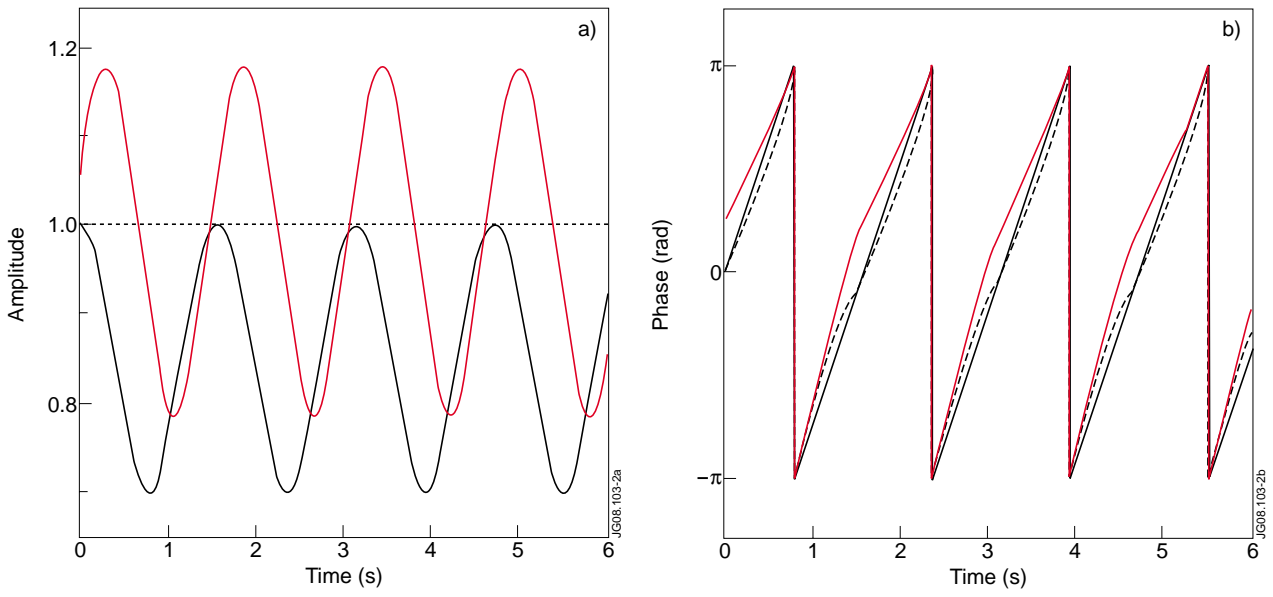 a)
1.2
1.0
0.8
Amplitude
0 1 2 3 4 5 6
Time (s)
JG08.103-2a
b)
π
0
−π
Phase (rad)
0 1 2 3 4 5 6
Time (s)
JG08.103-2b